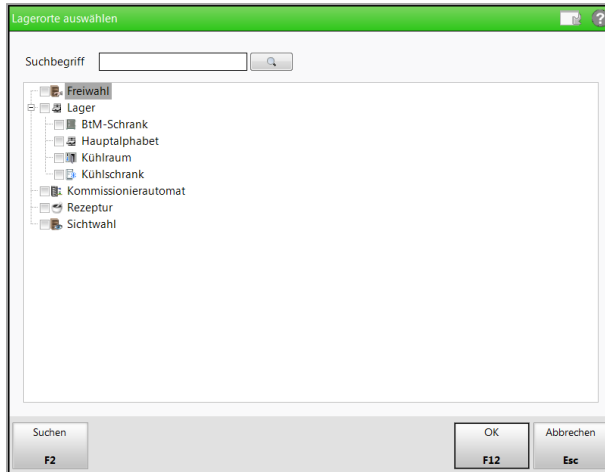 Lagerorte auswählen
Suchbegriff
Freiwahl
Lager
BtM-Schrank
Hauptalphabet
Kühlraum
Kühlschrank
Kommissionierautomat
Rezeptur
Sichtwahl
Suchen OK Abbrechen
F2 F12 Esc